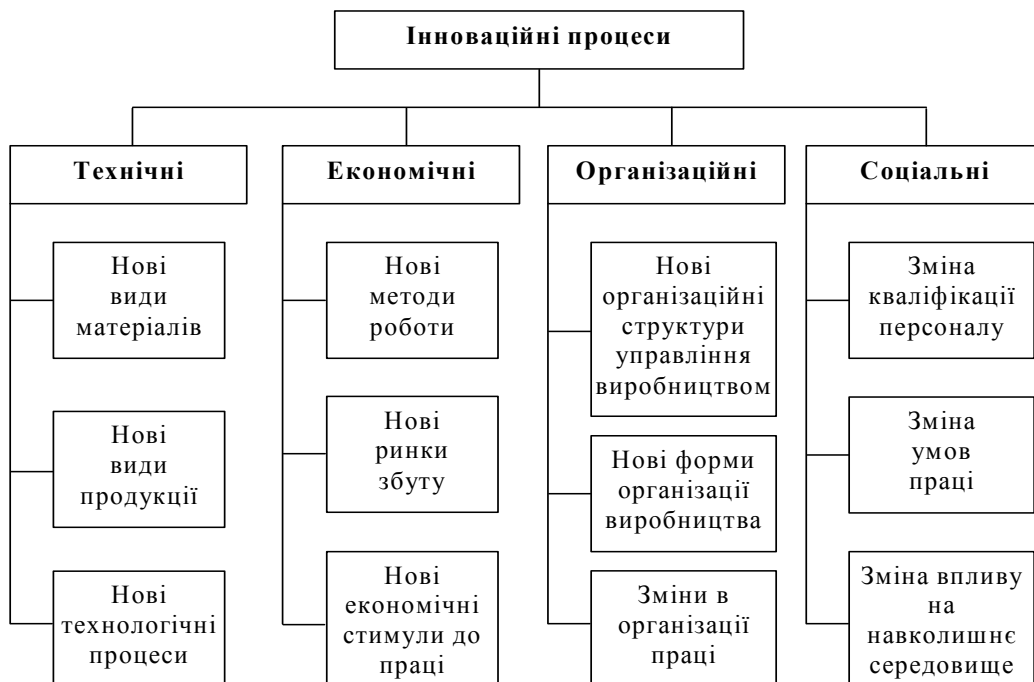 Інноваційні процеси
Технічні
Нові
види
матеріалів
Нові
види
продукції
Нові
технологічні
процеси
Економічні
Нові
методи
роботи
Нові
ринки
збуту
Нові
економічні
стимули до
праці
Організаційні
Нові
організаційні
структури
управління
виробництвом
Нові форми
організації
виробництва
Зміни в
організації
праці
Соціальні
Зміна
кваліфікації
персоналу
Зміна
умов
праці
Зміна впливу
на
навколишнє
середовище